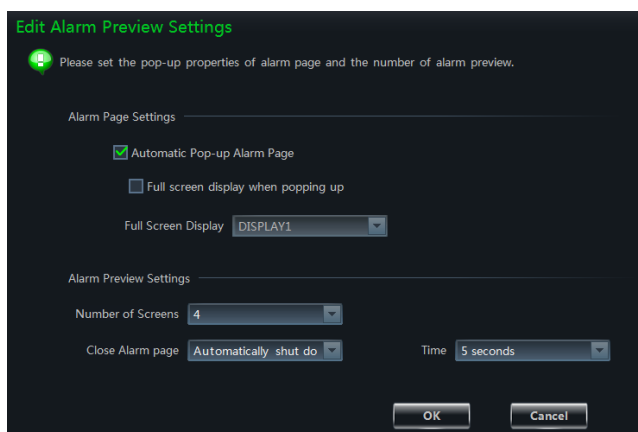 Edit Alarm Preview Settings
Please set the pop-up properties of alarm page and the number of alarm preview.
Alarm Page Settings
Automatic Pop-up Alarm Page
Full screen display when popping up
Full Screen Display DISPLAY1
Alarm Preview Settings
Number of Screens 4
Close Alarm page Automatically shut do Time 5 seconds
OK Cancel